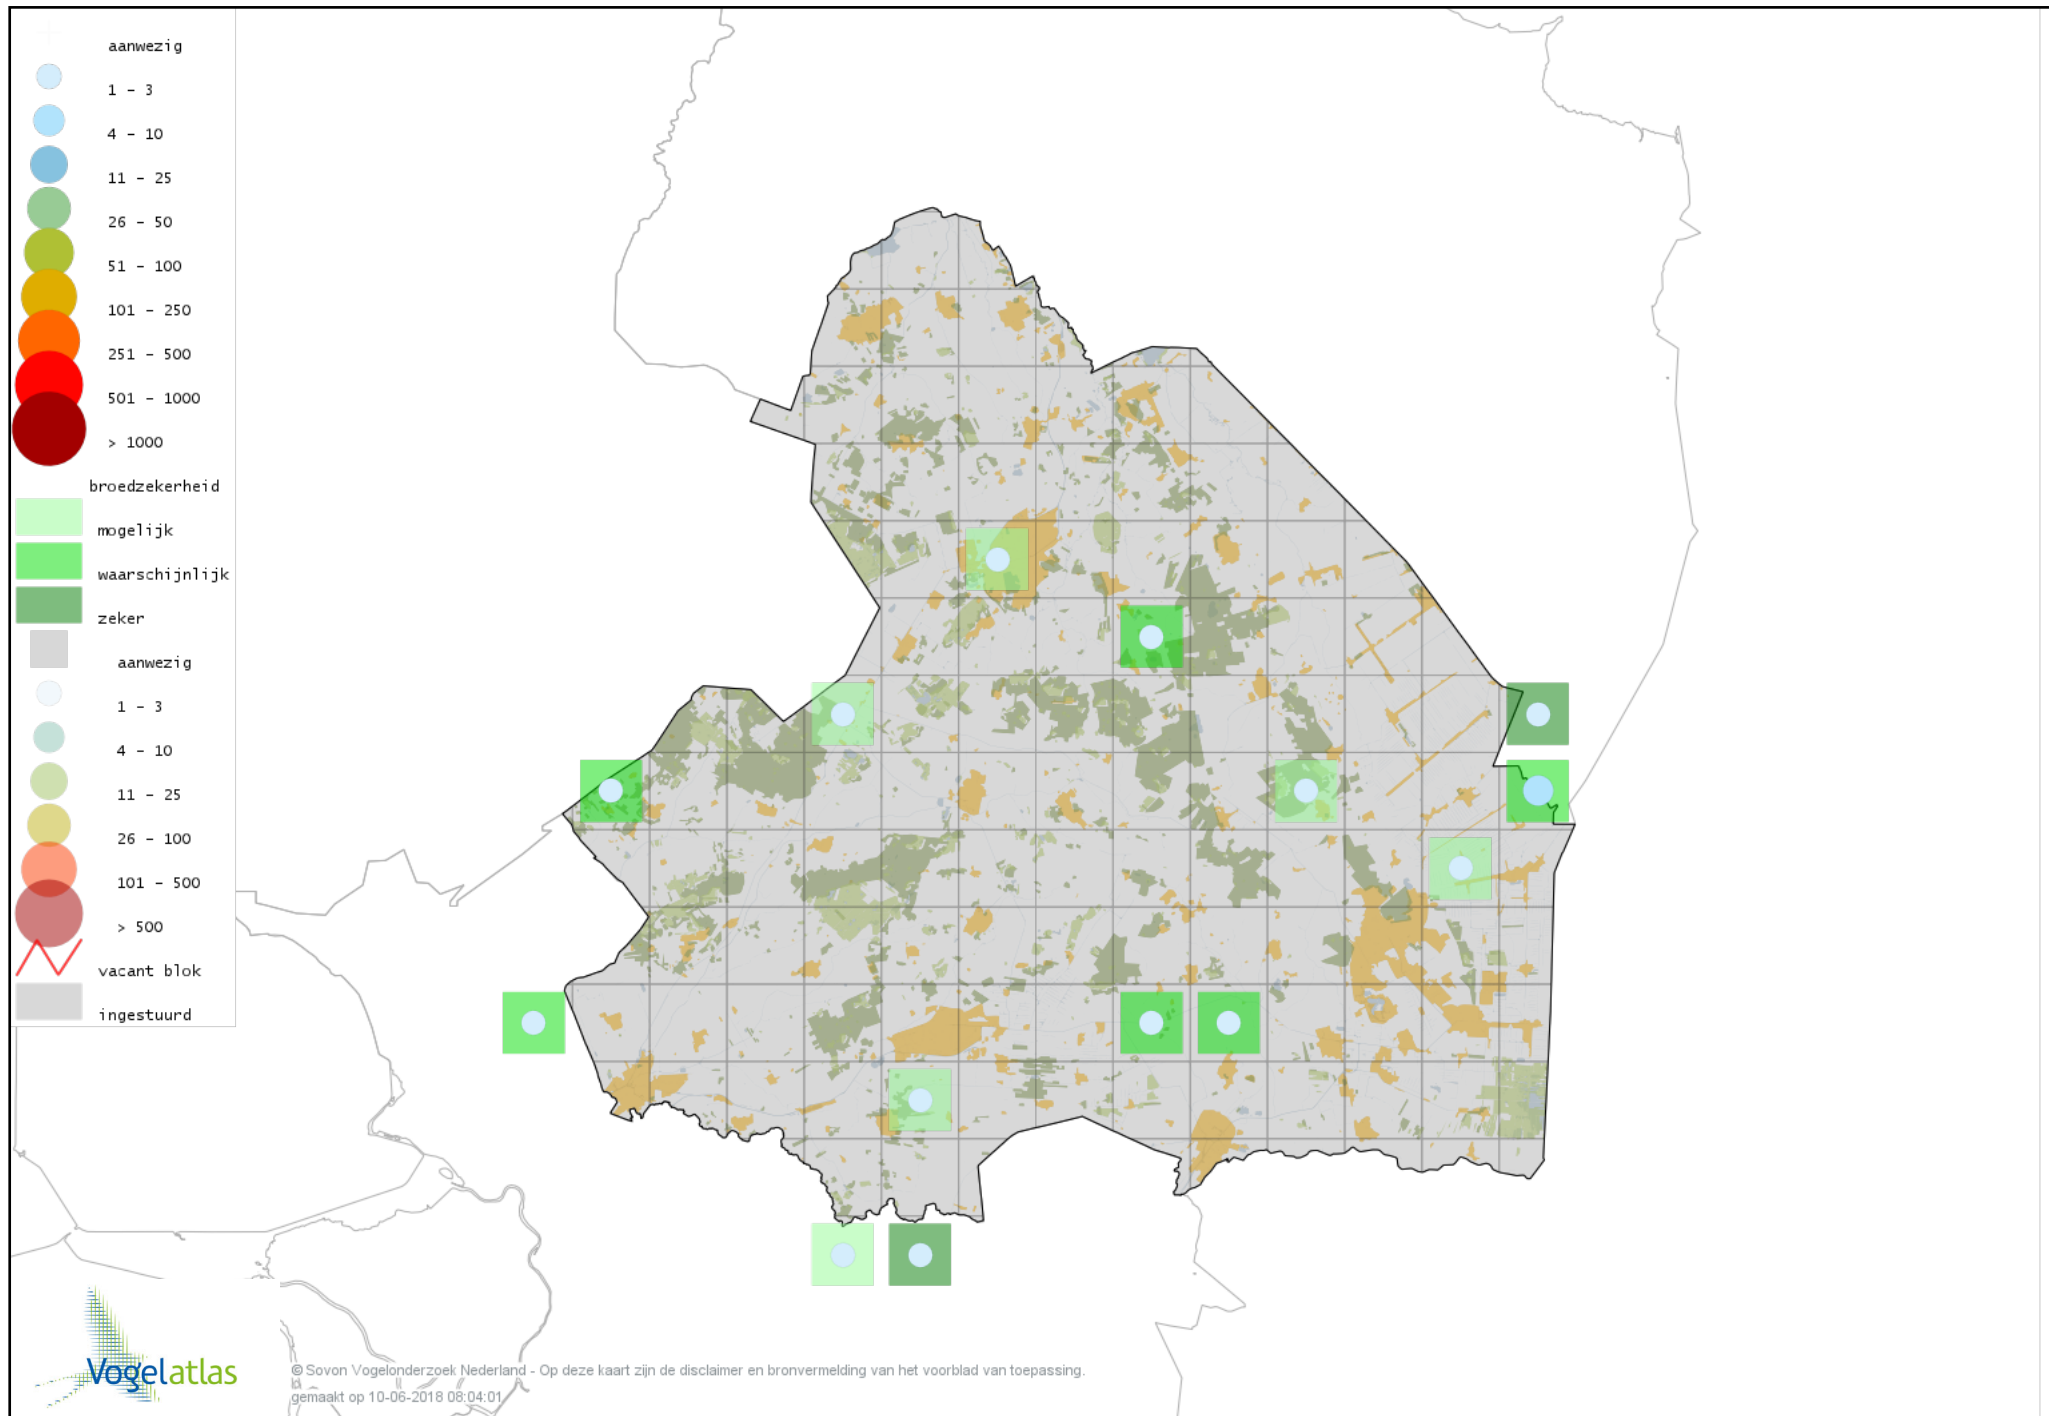 aanwezig
1 - 3
4 - 10
11 - 25
26 - 50
51 - 100
101 - 250
251 - 500
501 - 1000
> 1000
broedzekerheid
mogelijk
waarschijnlijk
zeker
aanwezig
1 - 3
4 - 10
11 - 25
26 - 100
101 - 500
> 500
vacant blok
ingestuurd
Vogelatlas
© Sovon Vogelonderzoek Nederland - Op deze kaart zijn de disclaimer en bronvermelding van het voorblad van toepassing.
gemaakt op 10-06-2018 08:04:01